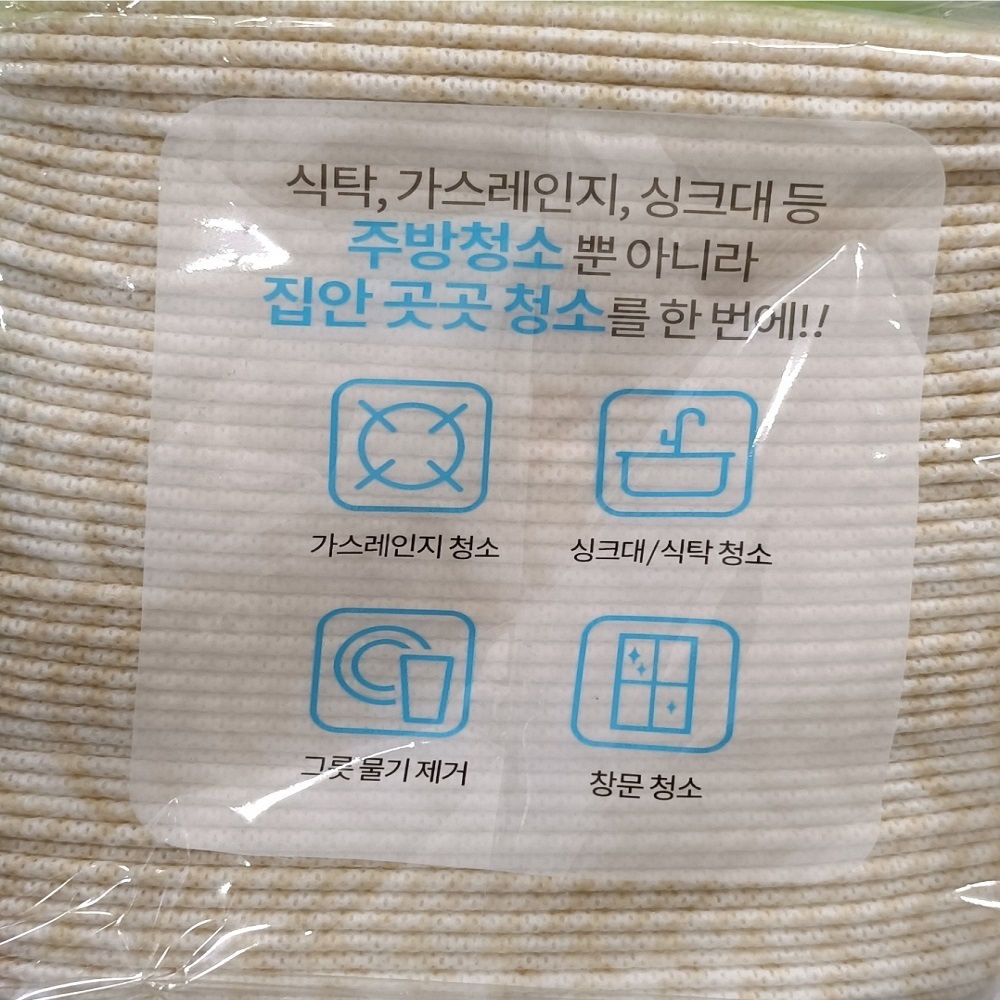 식탁, 가스레인지, 싱크대 등
주방청소 뿐 아니라
집안 곳곳 청소를 한 번에!!
가스레인지 청소
싱크대/식탁 청소
그릇 물기 제거
창문 청소